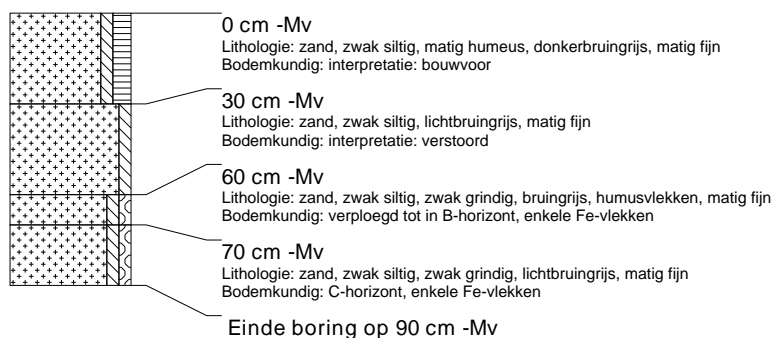 0 cm -Mv
Lithologie: zand, zwak siltig, matig humeus, donkerbruingrijs, matig fijn
Bodemkundig: interpretatie: bouwvoor
30 cm -Mv
Lithologie: zand, zwak siltig, lichtbruingrijs, matig fijn
Bodemkundig: interpretatie: verstoord
60 cm -Mv
Lithologie: zand, zwak siltig, zwak grindig, bruingrijs, humusvlekken, matig fijn
Bodemkundig: verploegd tot in B-horizont, enkele Fe-vlekken
70 cm -Mv
Lithologie: zand, zwak siltig, zwak grindig, lichtbruingrijs, matig fijn
Bodemkundig: C-horizont, enkele Fe-vlekken
Einde boring op 90 cm -Mv